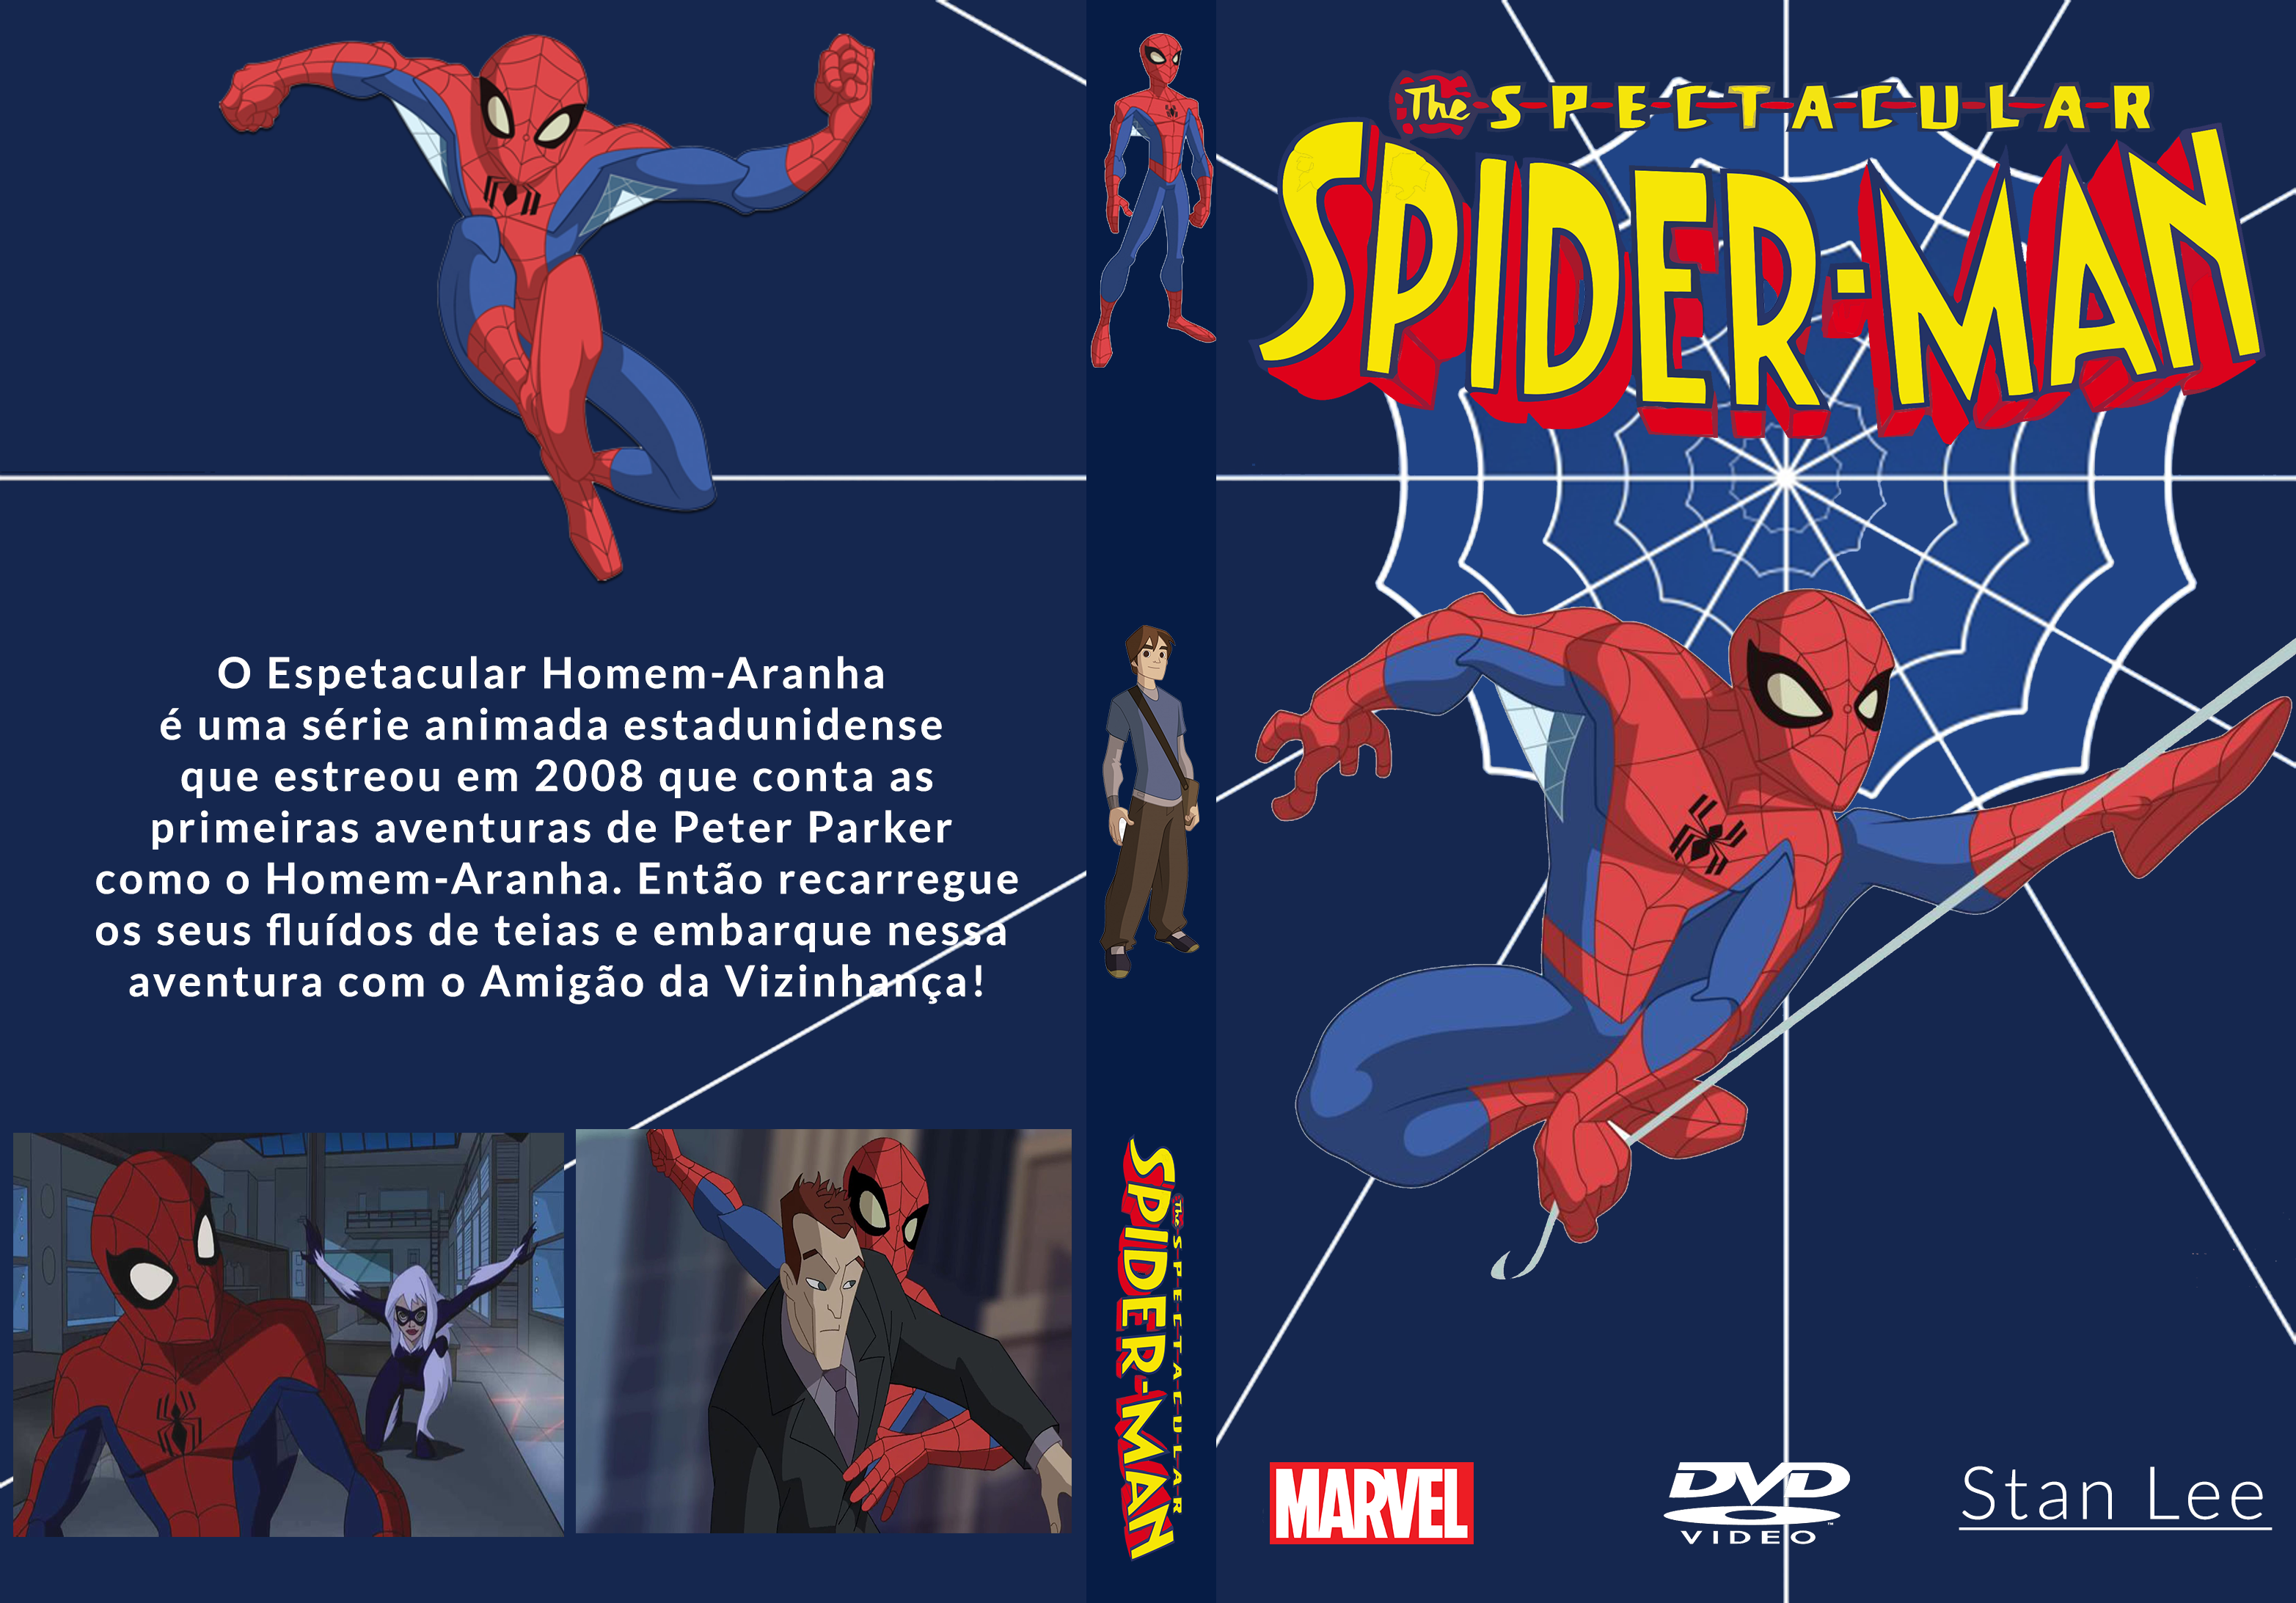 O Espetacular Homem-Aranha
é uma série animada estadunidense
que estreou em 2008 que conta as
primeiras aventuras de Peter Parker
como o Homem-Aranha. Então recarregue
os seus fluídos de teias e embarque nessa
aventura com o Amigão da Vizinhança!
The SPECTACULAR
SPIDER-MAN
The SPECTACULAR
SPIDER-MAN
MARVEL
DVD
VIDEO
™
Stan Lee